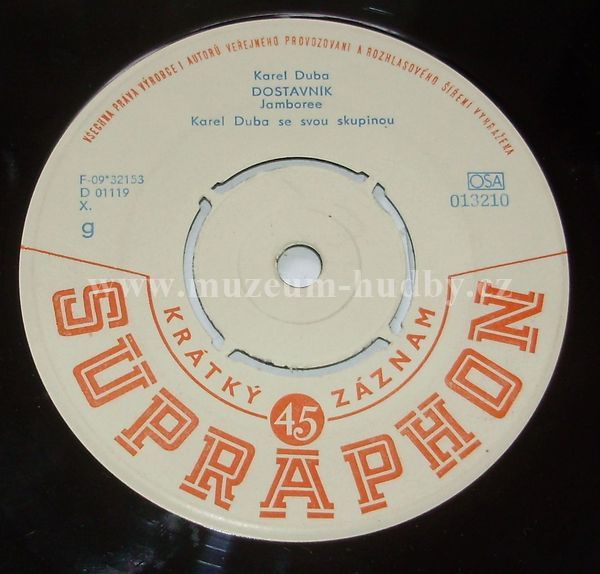 VŠECHNA PRÁVA VÝROBCE I AUTORŮ VEŘEJNÉHO PROVOZOVÁNÍ A ROZHLASOVÉHO ŠÍŘENÍ VYHRAŽENA
Karel Duba
DOSTAVNÍK
Jamboree
Karel Duba se svou skupinou
F-09*32153
D 01119
X.
g
OSA
013210
www.muzeum-hudby.cz
KRÁTKÝ 45 ZÁZNAM
SUPRAPHON